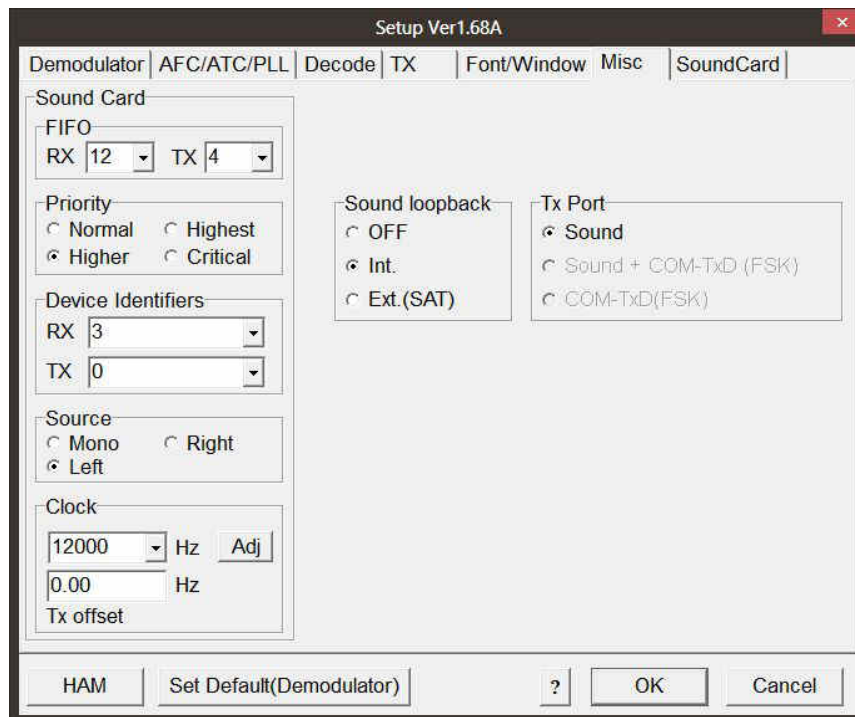 Setup Ver1.68A
×
Demodulator AFC/ATC/PLL Decode TX Font/Window Misc SoundCard
Sound Card
FIFO
RX 12 TX 4
Priority
Normal Highest
Higher Critical
Device Identifiers
RX 3
TX 0
Source
Mono Right
Left
Clock
12000 Hz Adj
0.00 Hz
Tx offset
Sound loopback
OFF
Int.
Ext.(SAT)
Tx Port
Sound
Sound + COM-TxD (FSK)
COM-TxD(FSK)
HAM Set Default(Demodulator) ? OK Cancel